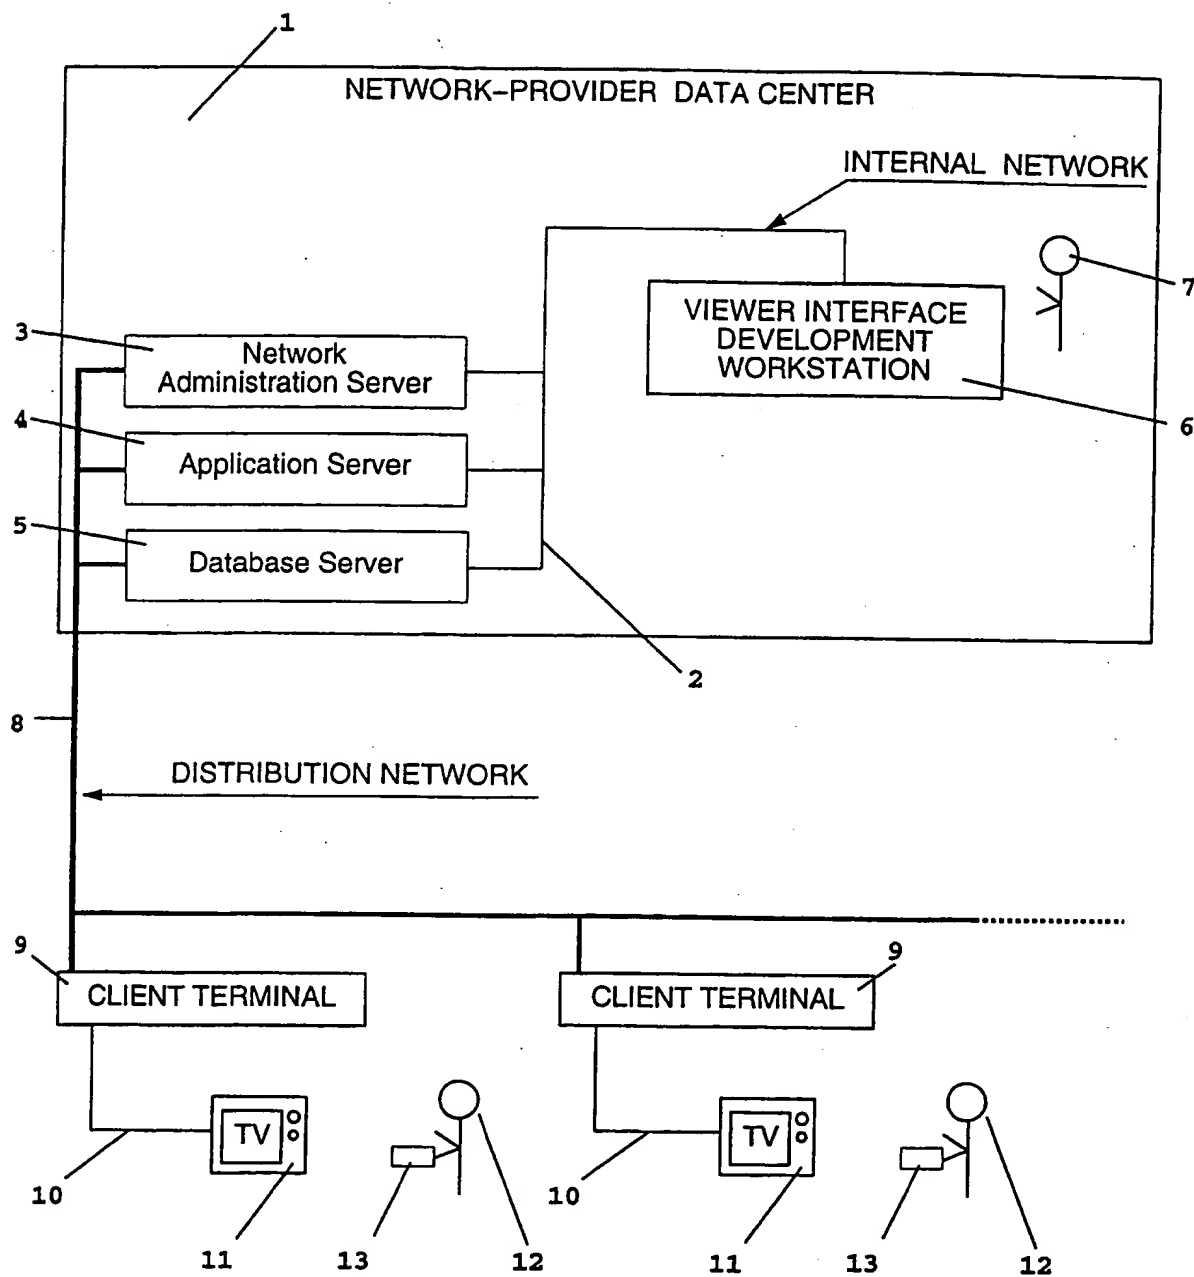 1
NETWORK-PROVIDER DATA CENTER
INTERNAL NETWORK
7
VIEWER INTERFACE
DEVELOPMENT
WORKSTATION
3
Network
Administration Server
6
4
Application Server
5
Database Server
2
8
DISTRIBUTION NETWORK
9
CLIENT TERMINAL
9
CLIENT TERMINAL
TV
TV
10
10
11
13
12
11
13
12